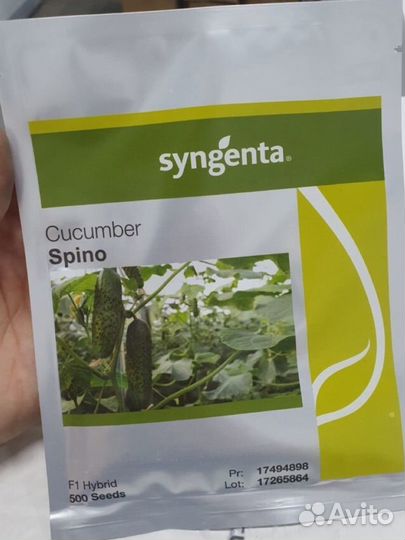 syngenta®
Cucumber
Spino
F1 Hybrid
500 Seeds
Pr: 17494898
Lot: 17265864
Avito